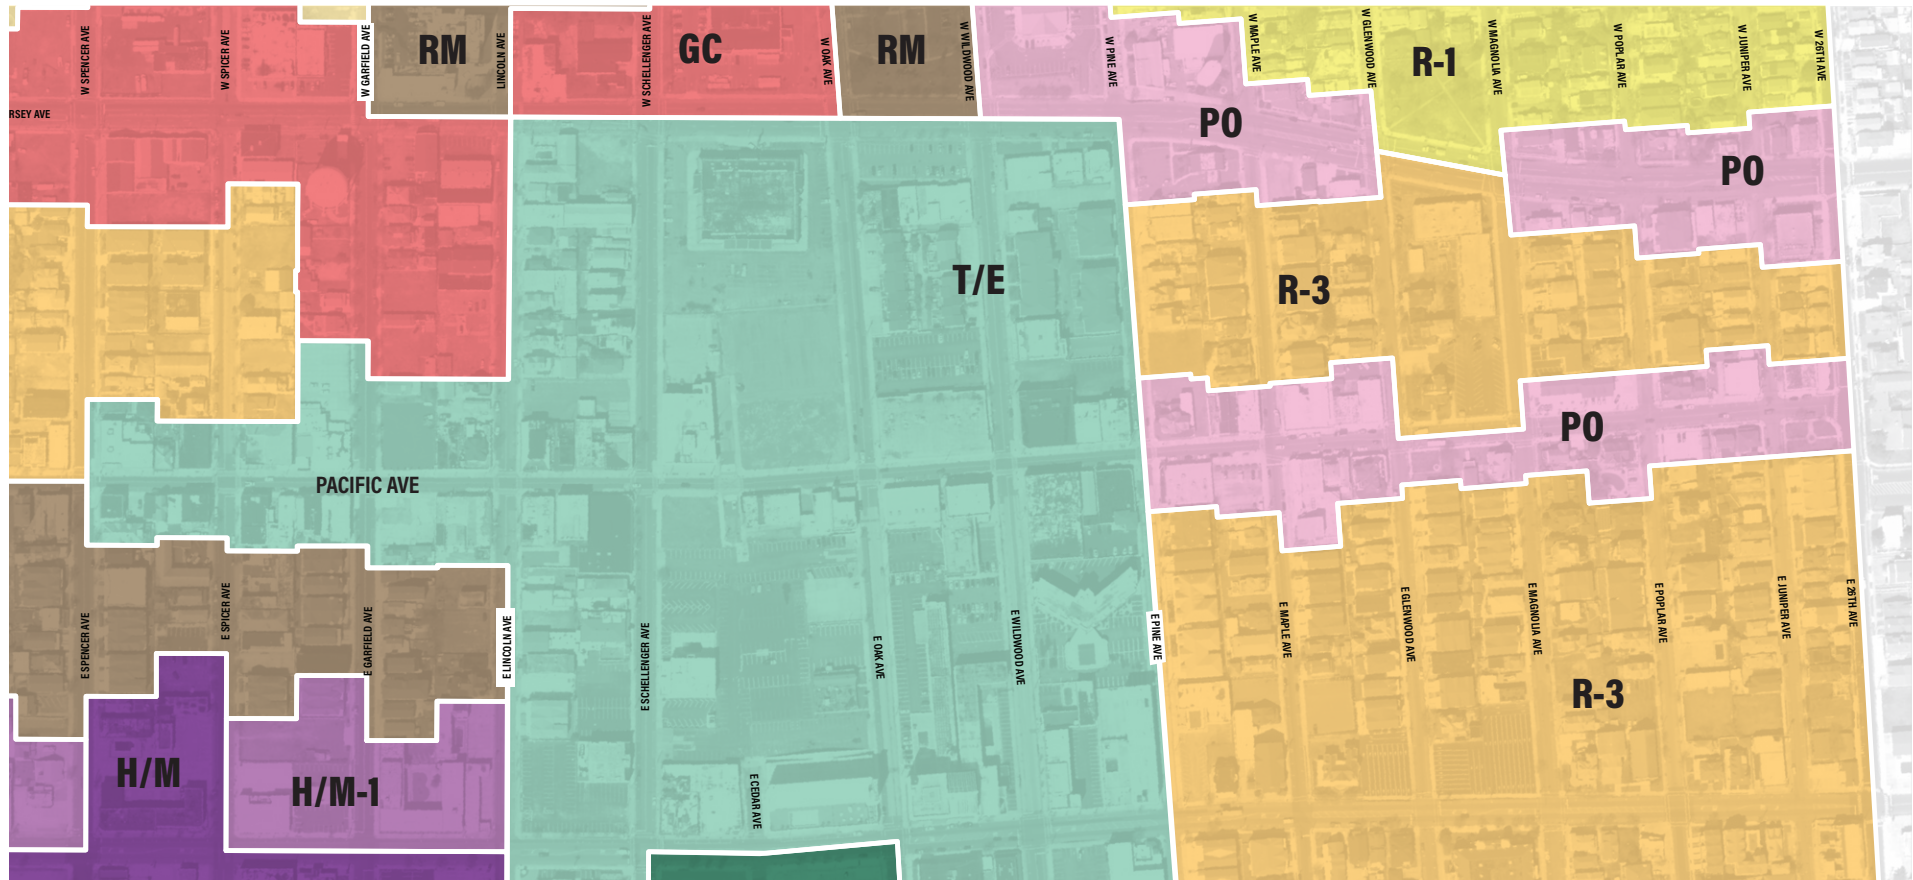 W SPENCER AVE
W SPICER AVE
W GARFIELD AVE
RM
LINCOLN AVE
W SCHELLENGER AVE
GC
W OAK AVE
RM
W WILDWOOD AVE
W PINE AVE
W MAPLE AVE
W GLENWOOD AVE
R-1
W MAGNOLIA AVE
W POPLAR AVE
W JUNIPER AVE
W 26TH AVE
RSEY AVE
PO
PO
T/E
R-3
PO
PACIFIC AVE
E SPENCER AVE
E SPICER AVE
E GARFIELD AVE
E LINCOLN AVE
E SCHELLENGER AVE
E OAK AVE
E WILDWOOD AVE
E PINE AVE
E MAPLE AVE
E GLENWOOD AVE
E MAGNOLIA AVE
E POPLAR AVE
E JUNIPER AVE
E 26TH AVE
R-3
H/M
H/M-1
E CEDAR AVE